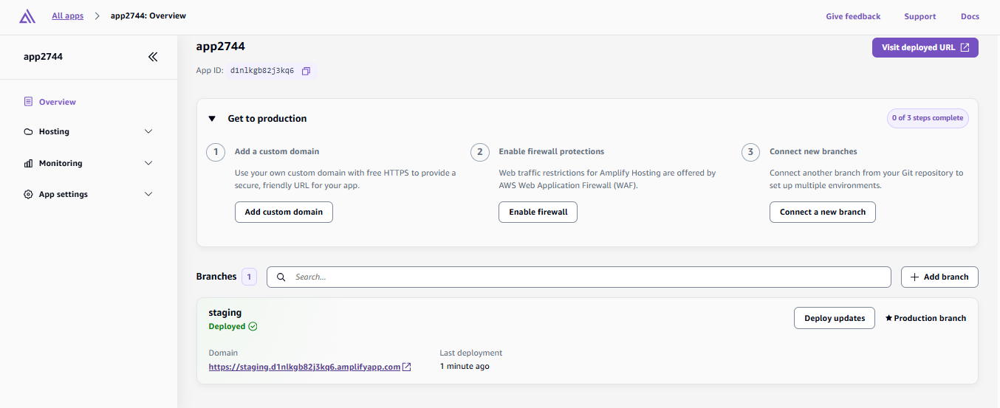 All apps > app2744: Overview
Give feedback Support Docs
app2744
app2744
Visit deployed URL
App ID: d1nlkgb82j3kq6
Overview
Hosting
Monitoring
App settings
Get to production
0 of 3 steps complete
1 Add a custom domain
Use your own custom domain with free HTTPS to provide a
secure, friendly URL for your app.
Add custom domain
2 Enable firewall protections
Web traffic restrictions for Amplify Hosting are offered by
AWS Web Application Firewall (WAF).
Enable firewall
3 Connect new branches
Connect another branch from your Git repository to
set up multiple environments.
Connect a new branch
Branches 1
Search...
Add branch
staging
Deployed
Deploy updates
Production branch
Domain
https://staging.d1nlkgb82j3kq6.amplifyapp.com
Last deployment
1 minute ago